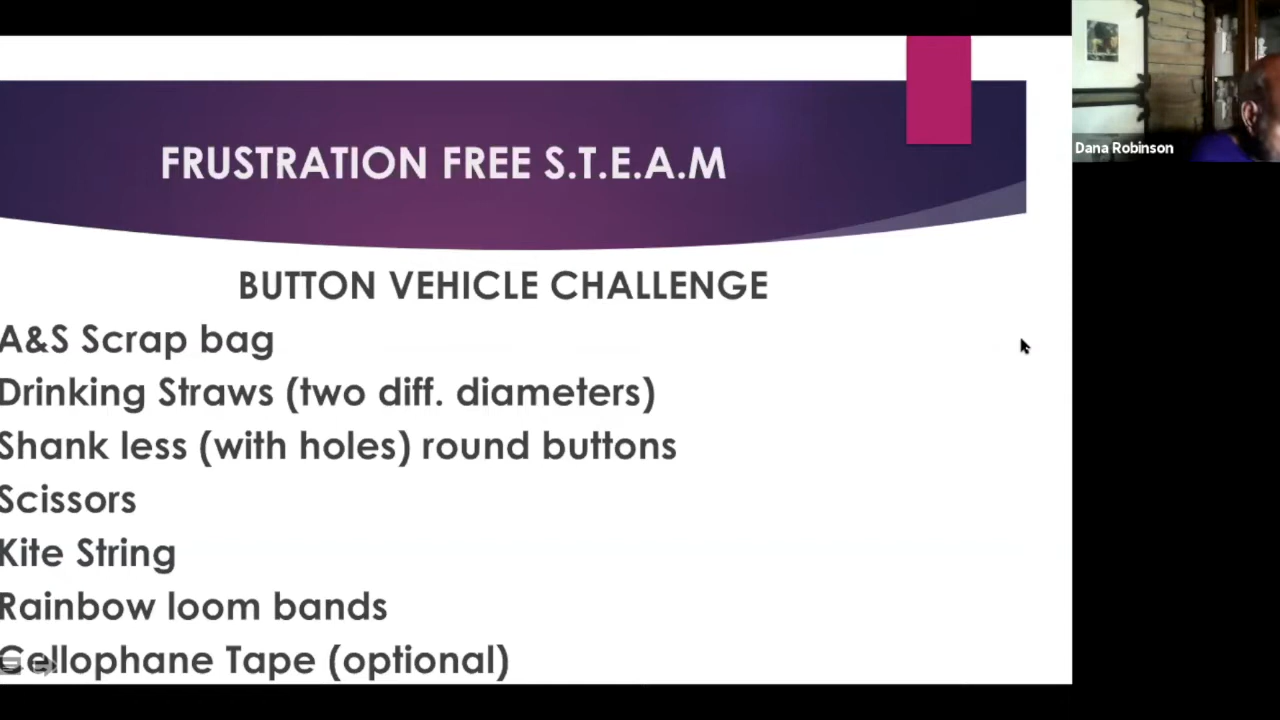 FRUSTRATION FREE S.T.E.A.M
BUTTON VEHICLE CHALLENGE
A&S Scrap bag
Drinking Straws (two diff. diameters)
Shank less (with holes) round buttons
Scissors
Kite String
Rainbow loom bands
Cellophane Tape (optional)
Dana Robinson